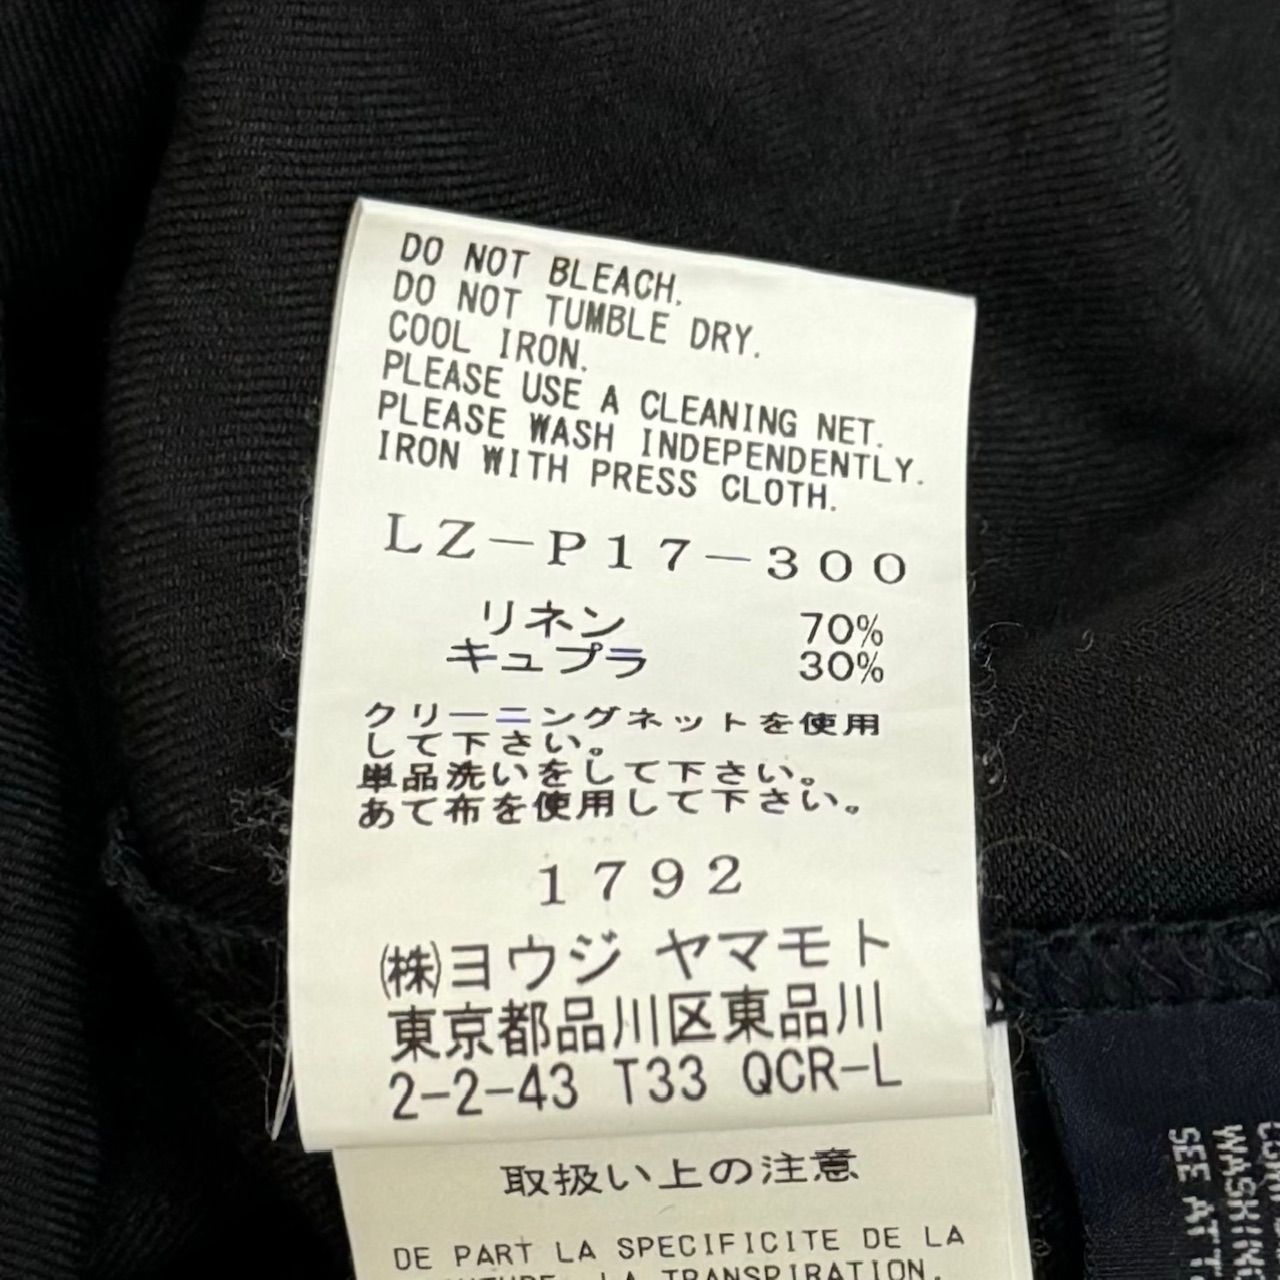 DO NOT BLEACH.
DO NOT TUMBLE DRY.
COOL IRON.
PLEASE USE A CLEANING NET.
PLEASE WASH INDEPENDENTLY.
IRON WITH PRESS CLOTH.
LZ-P17-300
リネン 70%
キュプラ 30%
クリーニングネットを使用
して下さい。
単品洗いをして下さい。
あて布を使用して下さい。
1792
(株)ヨウジ ヤマモト
東京都品川区東品川
2-2-43 T33 QCR-L
取扱い上の注意
DE PART LA SPECIFICITE DE LA
LA TRANSPIRATION,
SEE